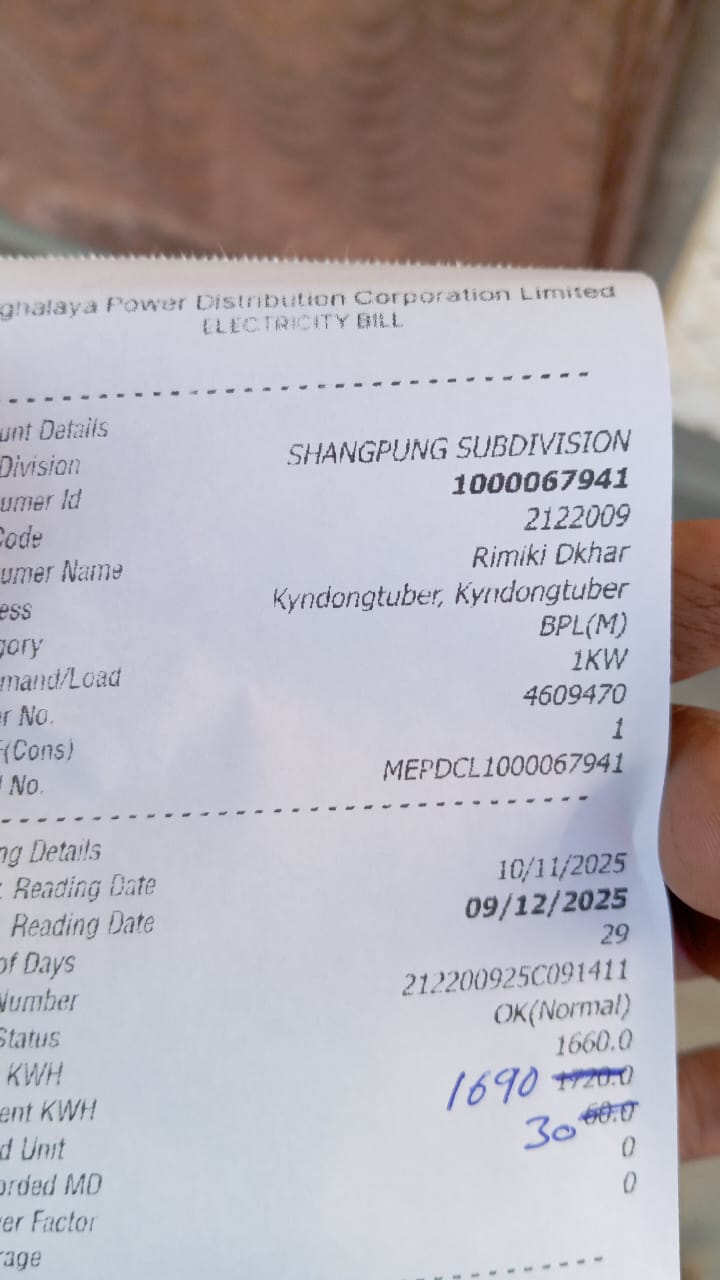 ghalaya Power Distribution Corporation Limited
ELECTRICITY BILL
unt Details
Division SHANGPUNG SUBDIVISION
umer Id 1000067941
Code 2122009
umer Name Rimiki Dkhar
ess Kyndongtuber, Kyndongtuber
gory BPL(M)
mand/Load 1KW
r No. 4609470
(Cons) 1
No. MEPDCL1000067941
ng Details
Reading Date 10/11/2025
Reading Date 09/12/2025
of Days 29
Number 212200925C091411
Status OK(Normal)
KWH 1660.0
ent KWH 1690 1720.0
d Unit 30 60.0
orded MD 0
er Factor 0
rage